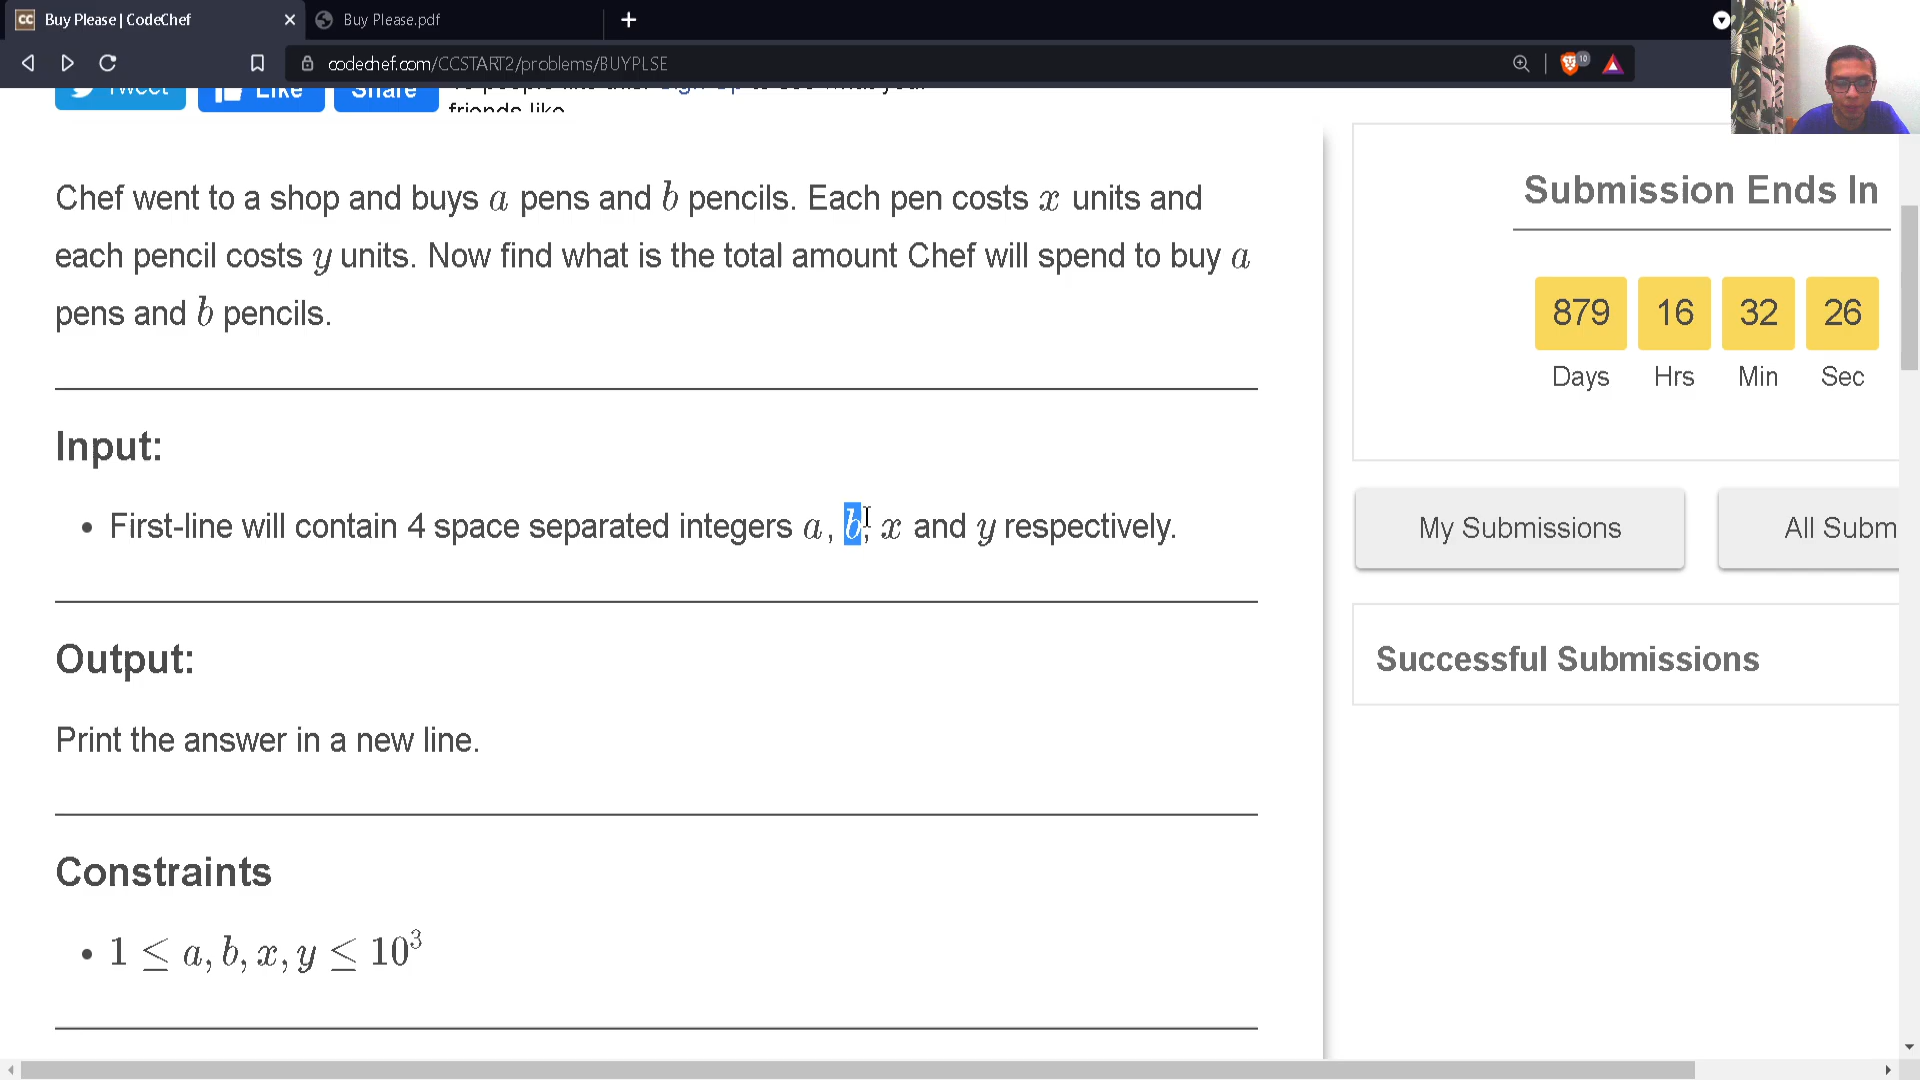 Buy Please | CodeChef
Buy Please.pdf
codechef.com/CCSTART2/problems/BUYPLSE
10
Tweet
Like
Share
friends like.
Chef went to a shop and buys a pens and b pencils. Each pen costs x units and
each pencil costs y units. Now find what is the total amount Chef will spend to buy a
pens and b pencils.
Input:
• First-line will contain 4 space separated integers a, b, x and y respectively.
Output:
Print the answer in a new line.
Constraints
• 1 ≤ a, b, x, y ≤ 10³
Submission Ends In
879 16 32 26
Days Hrs Min Sec
My Submissions
All Subm
Successful Submissions